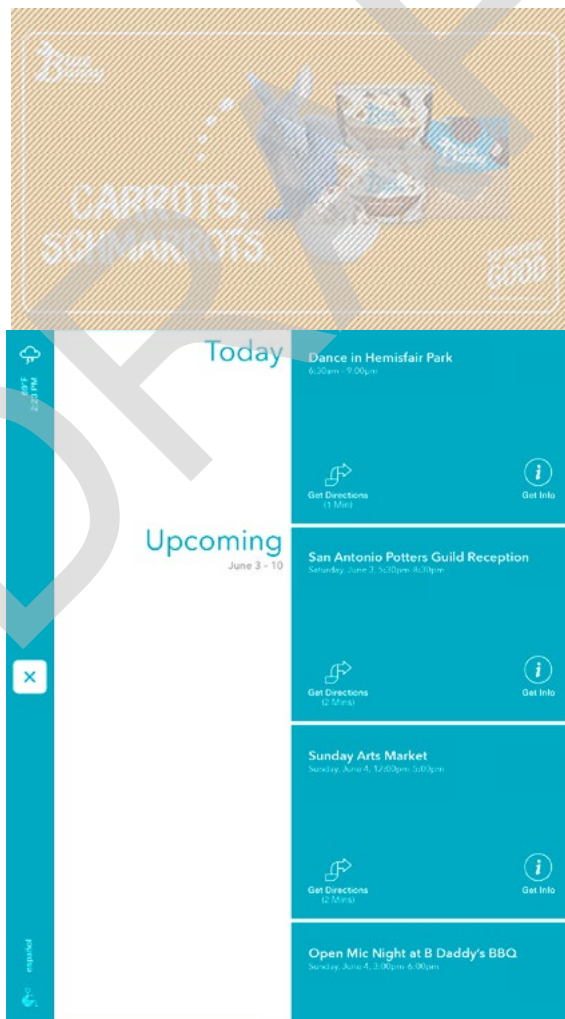 Blue
Bunny
CARROTS,
SCHMARROTS.
GOOD
89°F
2:23 PM
Today
Dance in Hemisfair Park
6:30am - 9:00pm
Get Directions
(1 Min)
Get Info
Upcoming
June 3 - 10
San Antonio Potters Guild Reception
Saturday, June 3, 5:30pm-8:30pm
Get Directions
(2 Mins)
Get Info
Sunday Arts Market
Sunday, June 4, 12:00pm-5:00pm
Get Directions
(2 Mins)
Get Info
Open Mic Night at B Daddy's BBQ
Sunday, June 4, 3:00pm-6:00pm
español